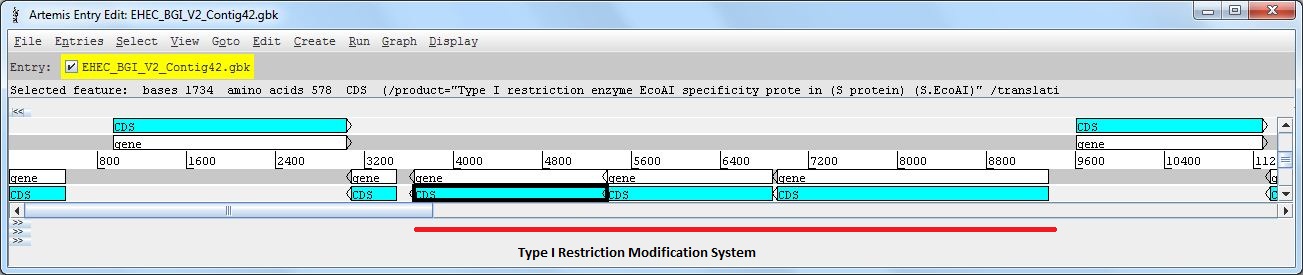 Artemis Entry Edit: EHEC_BGI_V2_Contig42.gbk
File Entries Select View Goto Edit Create Run Graph Display
Entry: EHEC_BGI_V2_Contig42.gbk
Selected feature: bases 1734 amino acids 578 CDS (/product="Type I restriction enzyme EcoAI specificity prote in (S protein) (S.EcoAI)" /translati
<<
CDS CDS
gene gene
800 1600 2400 3200 4000 4800 5600 6400 7200 8000 8800 9600 10400 112
gene gene gene gene gene g
CDS CDS CDS CDS CDS C
>>
>>
>>
Type I Restriction Modification System